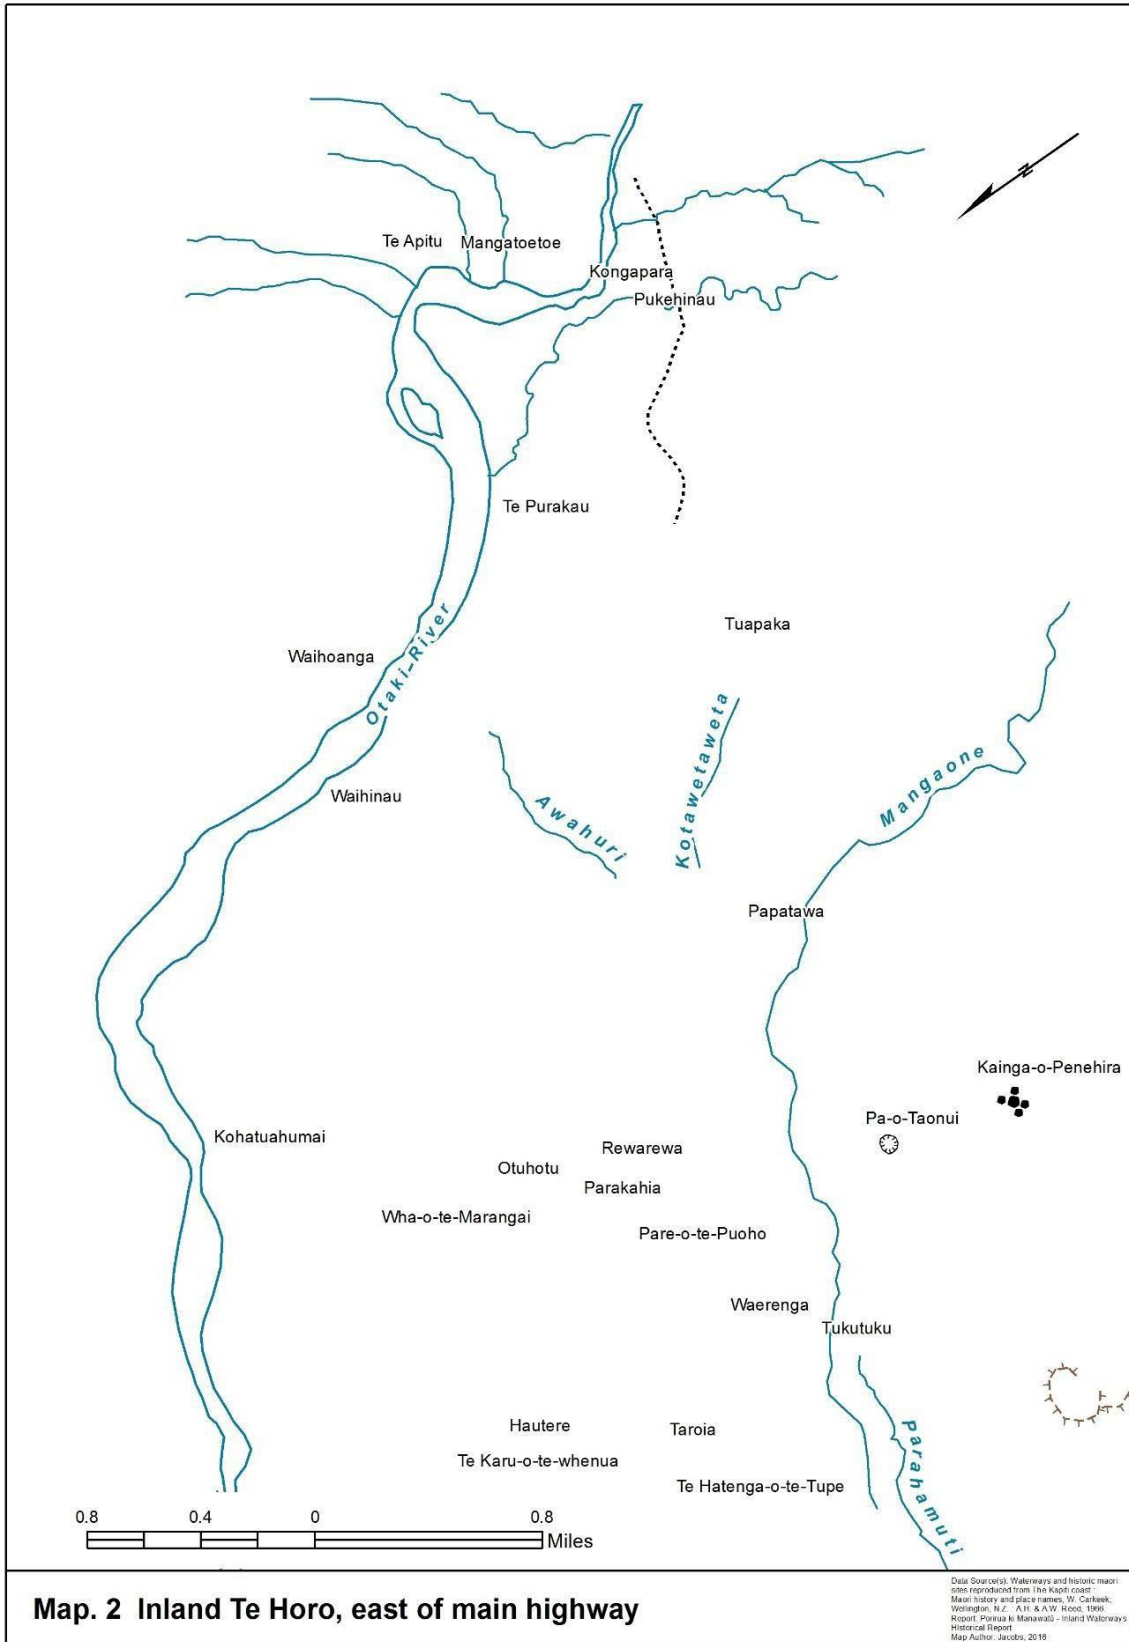 N
Te Apitu
Mangatoetoe
Kongapara
Pukehinau
Te Purakau
Tuapaka
Waihoanga
Otaki River
Kotawetaweta
Mangaone
Waihinau
Awahuri
Papatawa
Kainga-o-Penehira
Pa-o-Taonui
Kohatuahumai
Rewarewa
Otuhotu
Parakahia
Wha-o-te-Marangai
Pare-o-te-Puoho
Waerenga
Tukutuku
Hautere
Taroia
Parahamuti
Te Karu-o-te-whenua
Te Hatenga-o-te-Tupe
0.8 0.4 0 0.8
Miles
Map. 2 Inland Te Horo, east of main highway
Data Source(s): Waterways and historic maori
sites reproduced from The Kapiti coast :
Maori history and place names, W. Carkeek,
Wellington, N.Z. : A.H. & A.W. Reed, 1966.
Report: Porirua ki Manawatū - Inland Waterways
Historical Report
Map Author: Jacobs, 2016